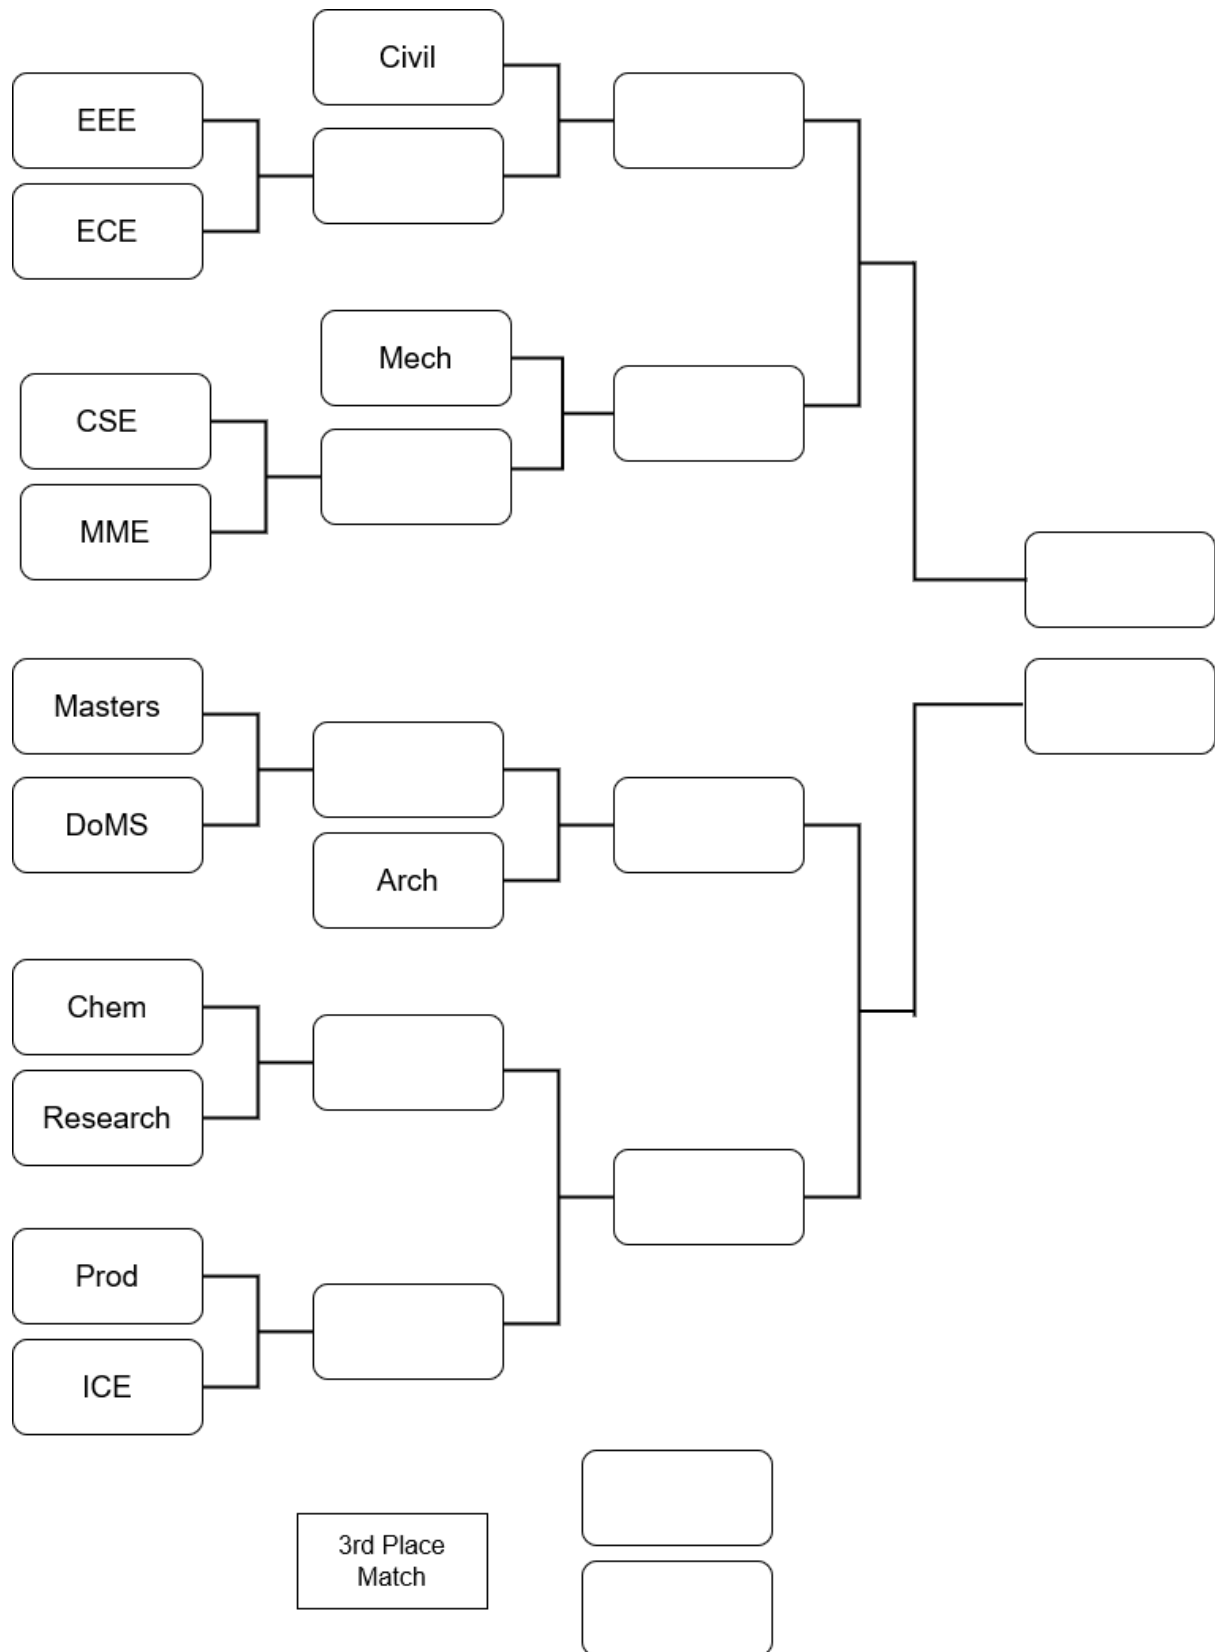 Civil
EEE
ECE
Mech
CSE
MME
Masters
DoMS
Arch
Chem
Research
Prod
ICE
3rd Place
Match